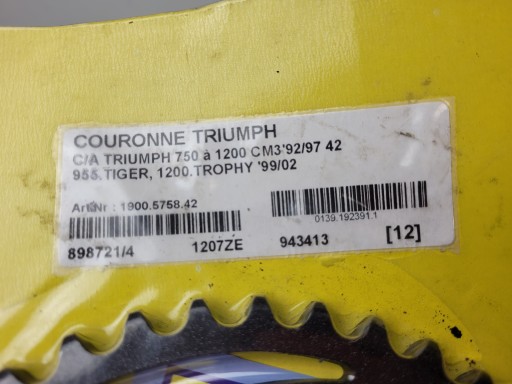 COURONNE TRIUMPH
C/A TRIUMPH 750 à 1200 CM3'92/97 42
955.TIGER, 1200.TROPHY '99/02
Art.Nr : 1900.5758.42
0139.192391.1
898721/4 1207ZE 943413 [12]